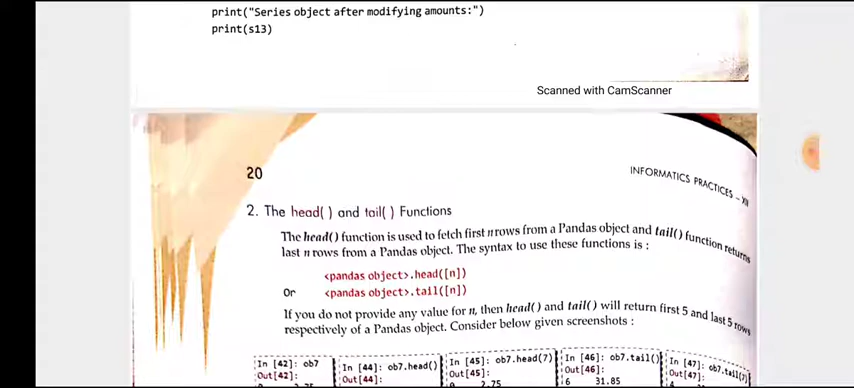 print("Series object after modifying amounts:")
print(s13)
Scanned with CamScanner
20
INFORMATICS PRACTICES – XII
2. The head( ) and tail( ) Functions
The head() function is used to fetch first n rows from a Pandas object and tail() function returns
last n rows from a Pandas object. The syntax to use these functions is :
<pandas object>.head([n])
Or <pandas object>.tail([n])
If you do not provide any value for n, then head() and tail() will return first 5 and last 5 rows
respectively of a Pandas object. Consider below given screenshots :
In [42]: ob7 In [44]: ob7.head() In [45]: ob7.head(7) In [46]: ob7.tail() In [47]: ob7.tail(7)
Out[42]: Out[44]: Out[45]: Out[46]: Out[47]:
0 2.75 6 31.85